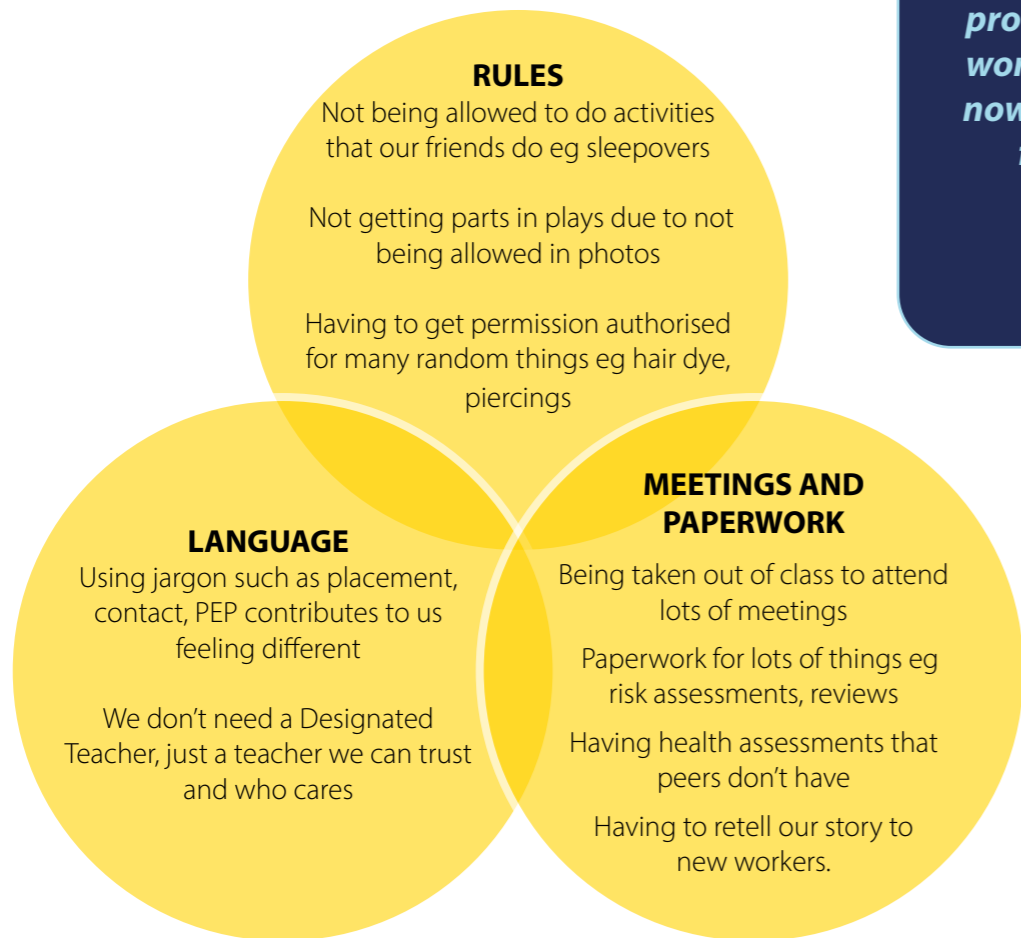 RULES
Not being allowed to do activities
that our friends do eg sleepovers
Not getting parts in plays due to not
being allowed in photos
Having to get permission authorised
for many random things eg hair dye,
piercings
LANGUAGE
Using jargon such as placement,
contact, PEP contributes to us
feeling different
We don’t need a Designated
Teacher, just a teacher we can trust
and who cares
MEETINGS AND
PAPERWORK
Being taken out of class to attend
lots of meetings
Paperwork for lots of things eg
risk assessments, reviews
Having health assessments that
peers don’t have
Having to retell our story to
new workers.